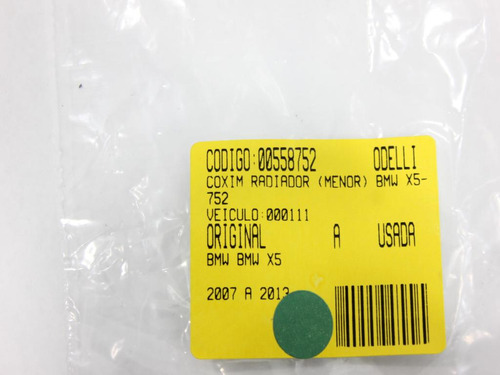 CODIGO:00558752 ODELLI
COXIM RADIADOR (MENOR) BMW X5-
752
VEICULO:000111
ORIGINAL A USADA
BMW BMW X5
2007 A 2013